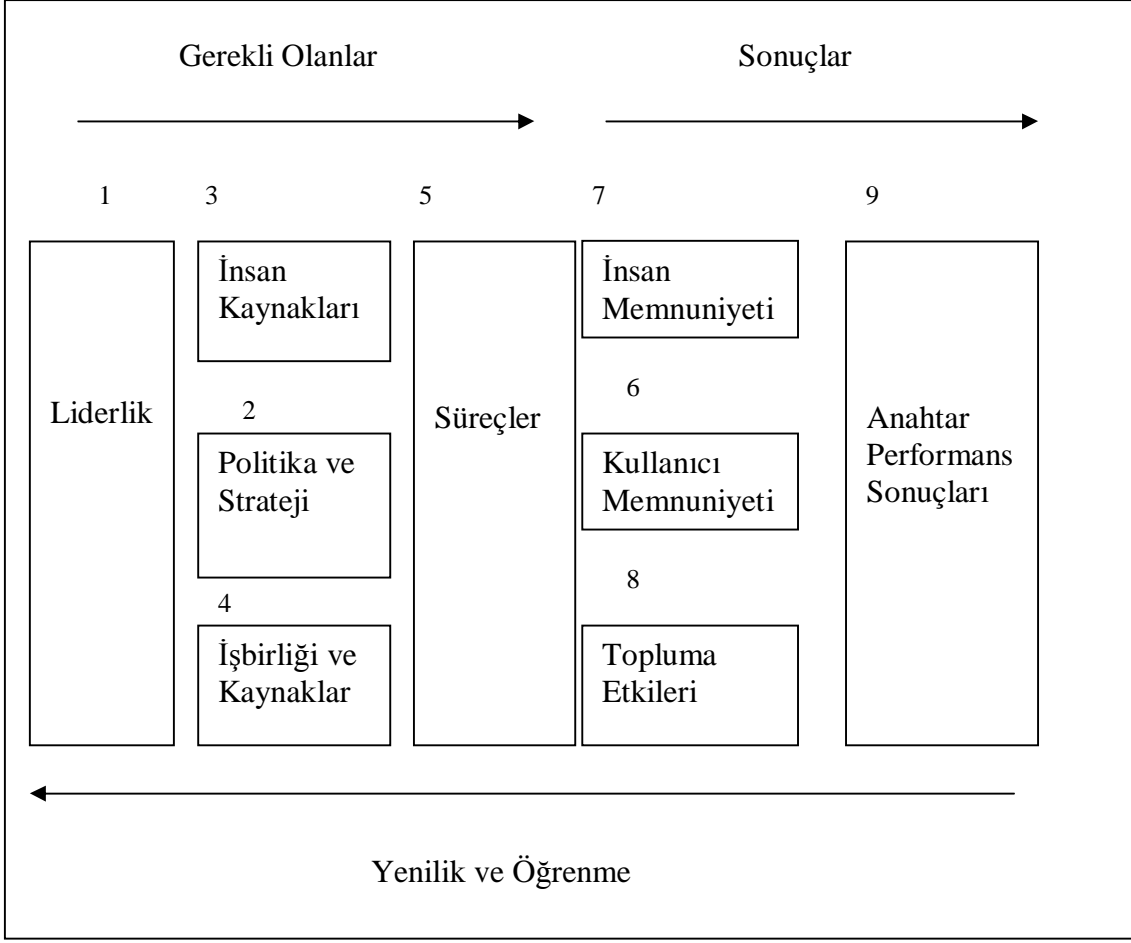 Gerekli Olanlar
Sonuçlar
1
3
5
7
9
Liderlik
İnsan
Kaynakları
2
Politika ve
Strateji
4
İşbirliği ve
Kaynaklar
Süreçler
İnsan
Memnuniyeti
6
Kullanıcı
Memnuniyeti
8
Topluma
Etkileri
Anahtar
Performans
Sonuçları
Yenilik ve Öğrenme